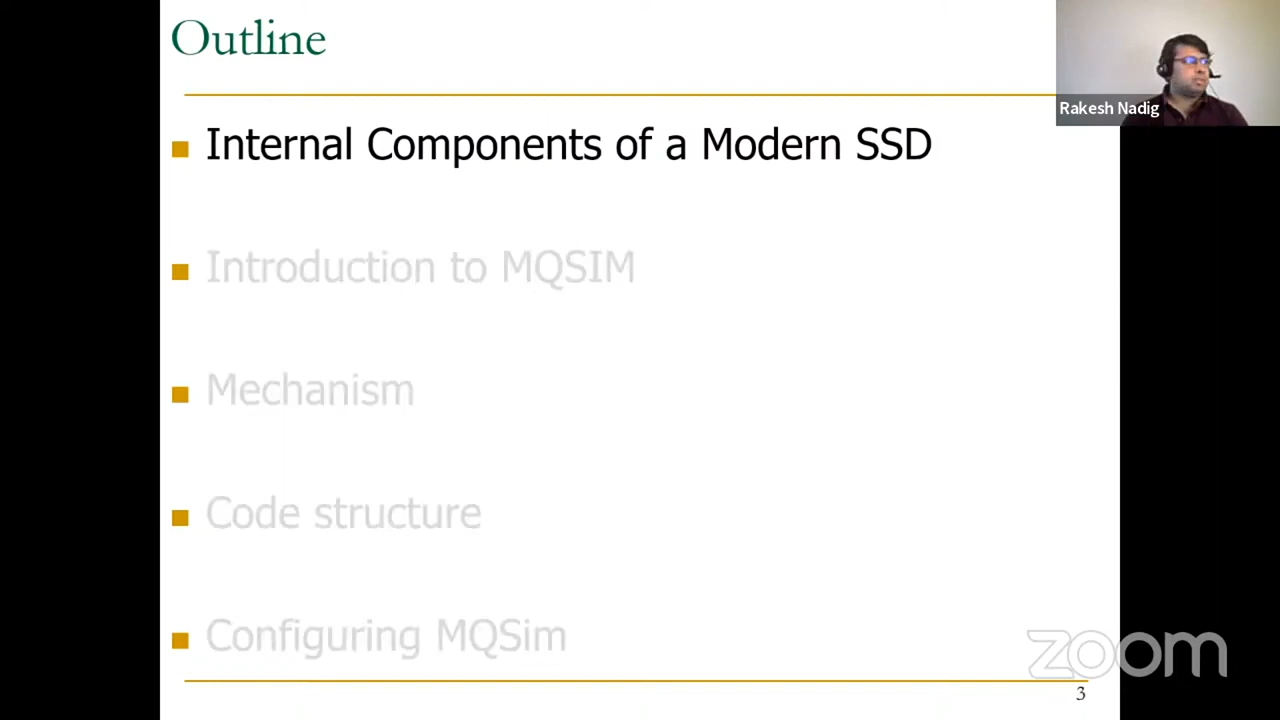 Outline
Rakesh Nadig
Internal Components of a Modern SSD
Introduction to MQSIM
Mechanism
Code structure
Configuring MQSim
zoom
3